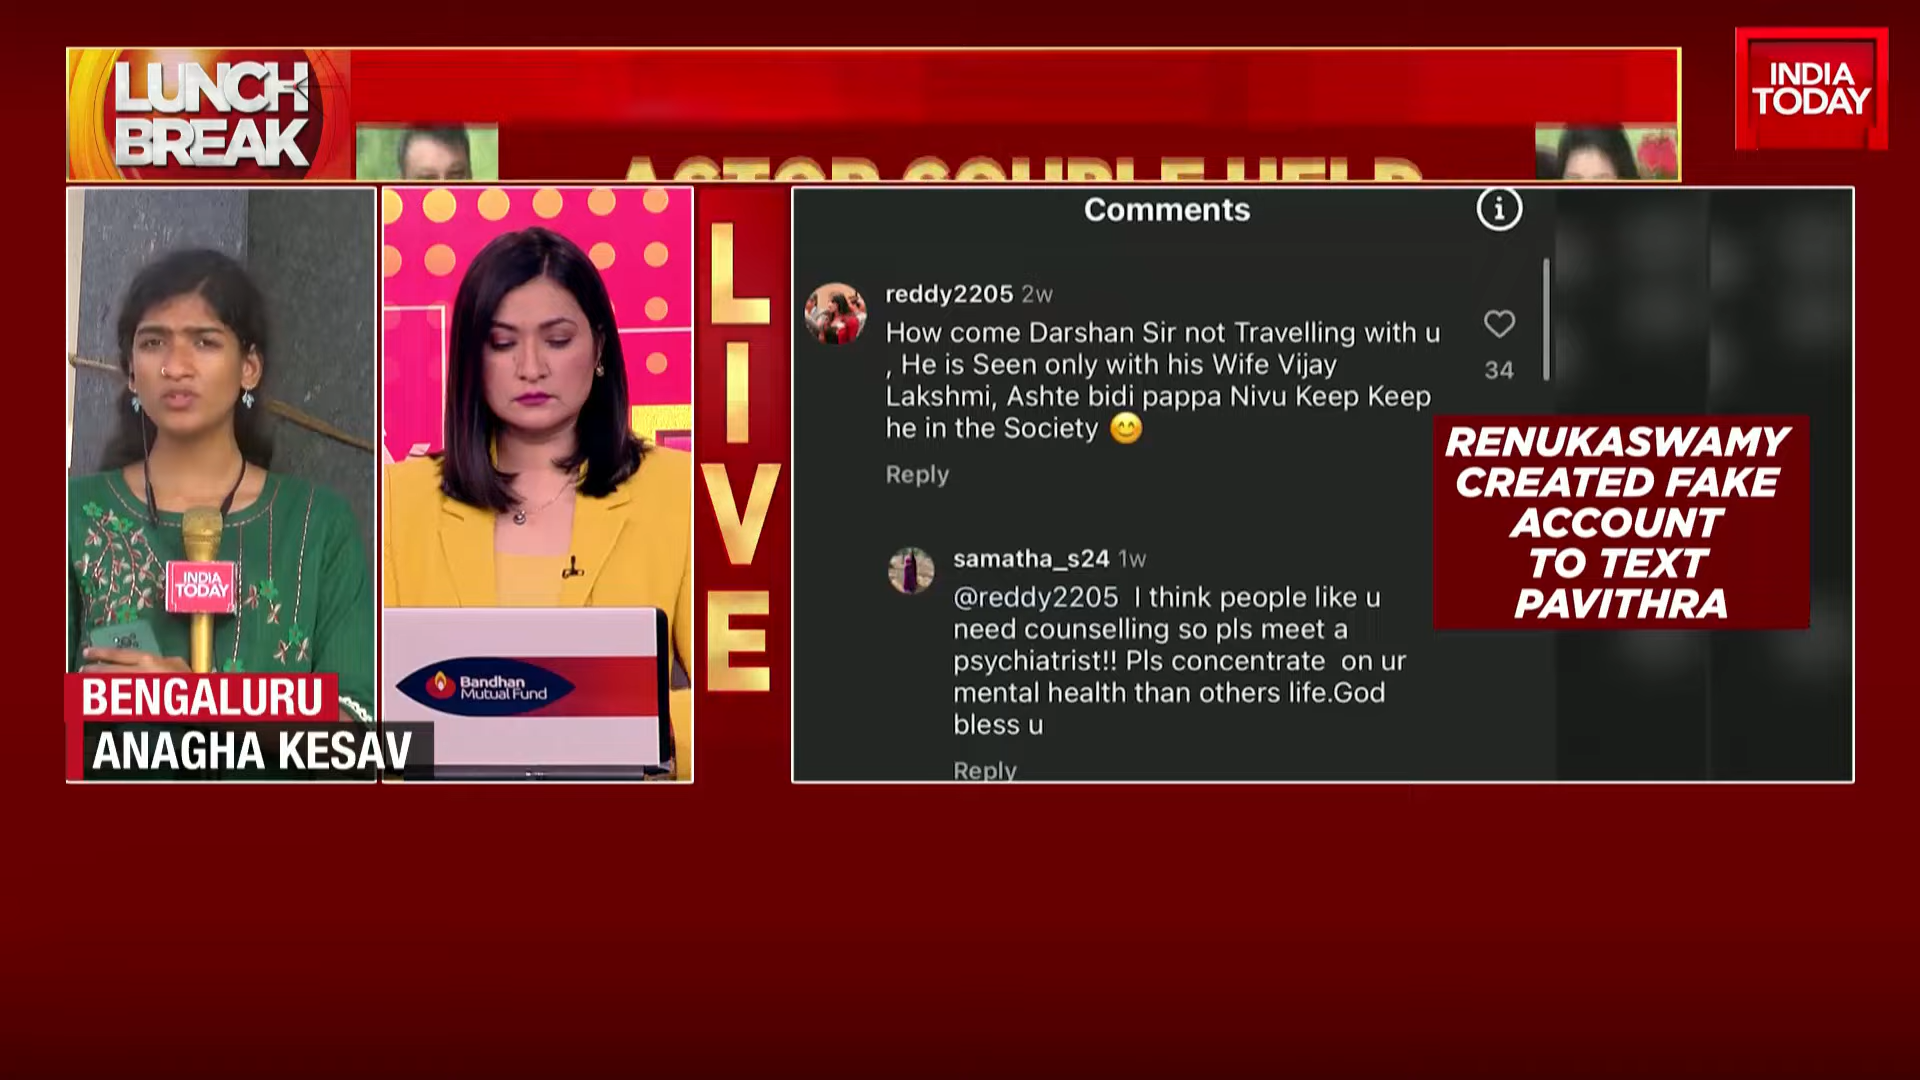 LUNCH
BREAK
ACTOR COUPLE HELD
INDIA
TODAY
LIVE
Comments
i
reddy2205 2w
How come Darshan Sir not Travelling with u
, He is Seen only with his Wife Vijay
Lakshmi, Ashte bidi pappa Nivu Keep Keep
he in the Society 😊
34
Reply
samatha_s24 1w
@reddy2205 I think people like u
need counselling so pls meet a
psychiatrist!! Pls concentrate on ur
mental health than others life.God
bless u
Reply
RENUKASWAMY
CREATED FAKE
ACCOUNT
TO TEXT
PAVITHRA
INDIA
TODAY
Bandhan
Mutual Fund
BENGALURU
ANAGHA KESAV